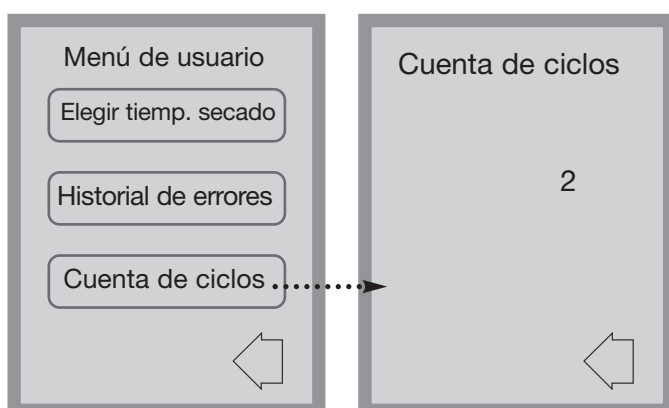 Menú de usuario
Elegir tiemp. secado
Historial de errores
Cuenta de ciclos
Cuenta de ciclos
2